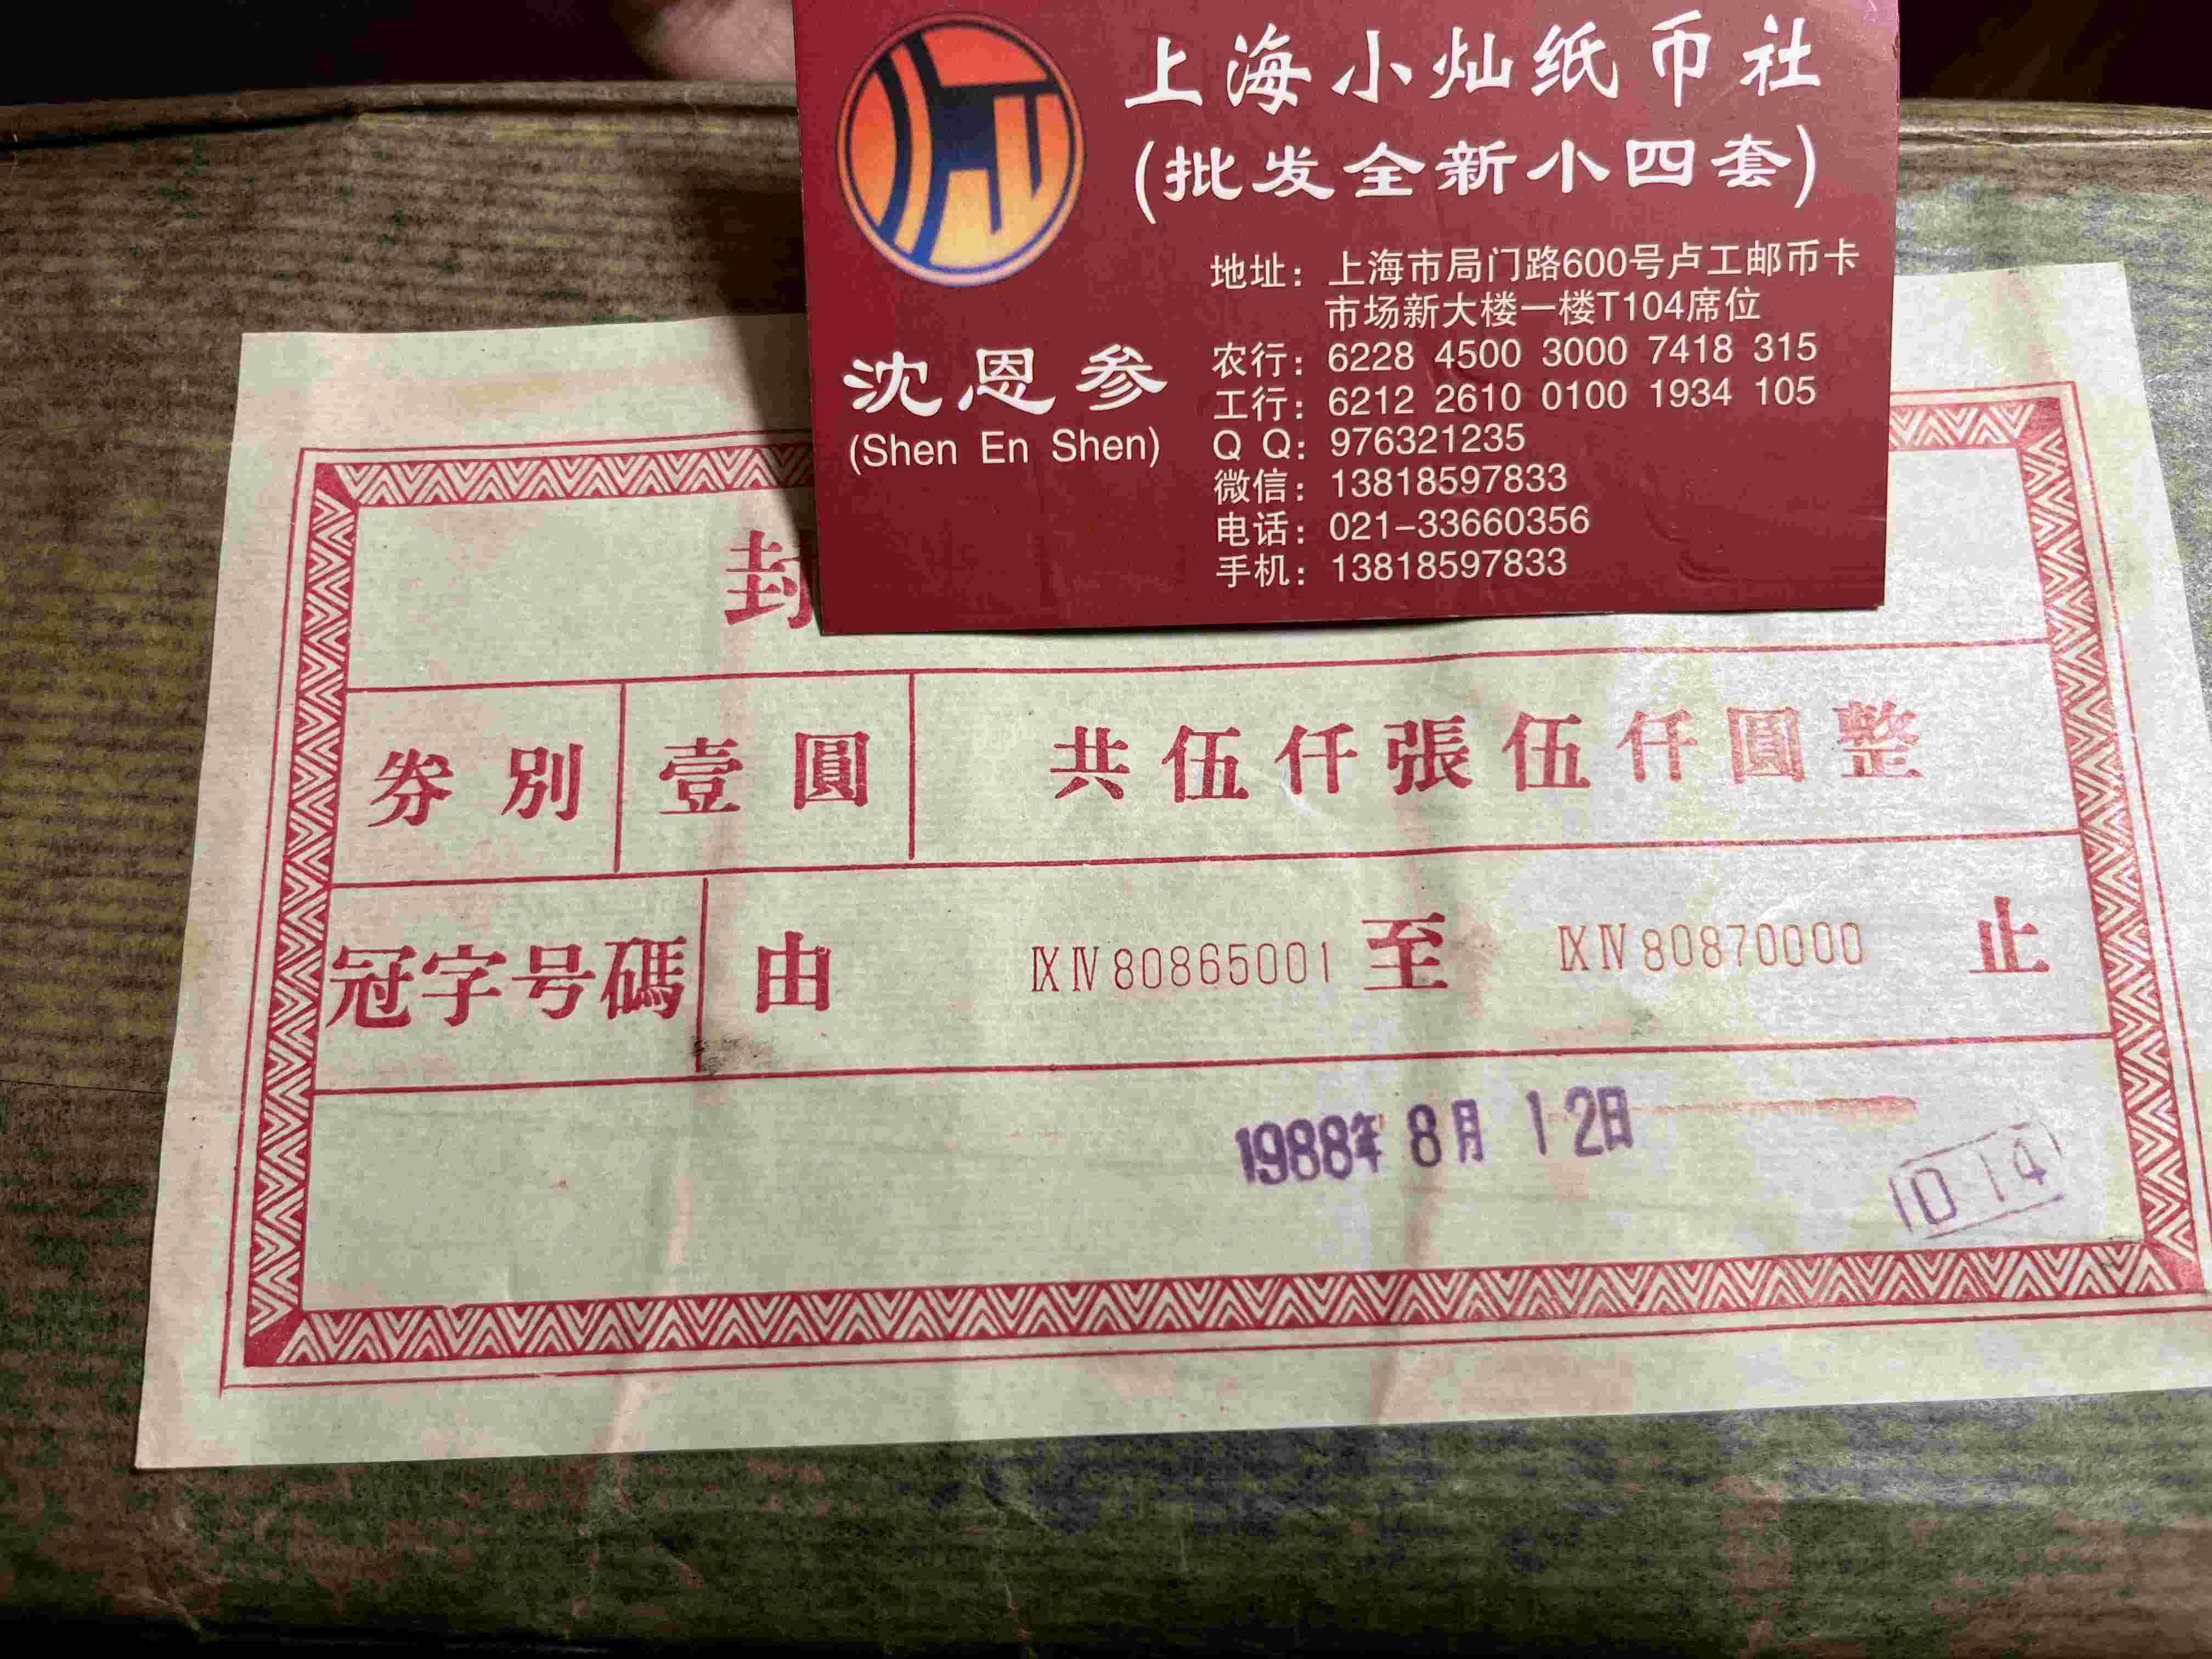 上海小灿纸币社
(批发全新小四套)
地址：上海市局门路600号卢工邮币卡
市场新大楼一楼T104席位
沈恩参
(Shen En Shen)
农行：6228 4500 3000 7418 315
工行：6212 2610 0100 1934 105
Q Q：976321235
微信：13818597833
电话：021-33660356
手机：13818597833
封
券別 壹圓 共伍仟張伍仟圓整
冠字号碼 由 ⅨⅣ80865001 至 ⅨⅣ80870000 止
1988年 8月 12日